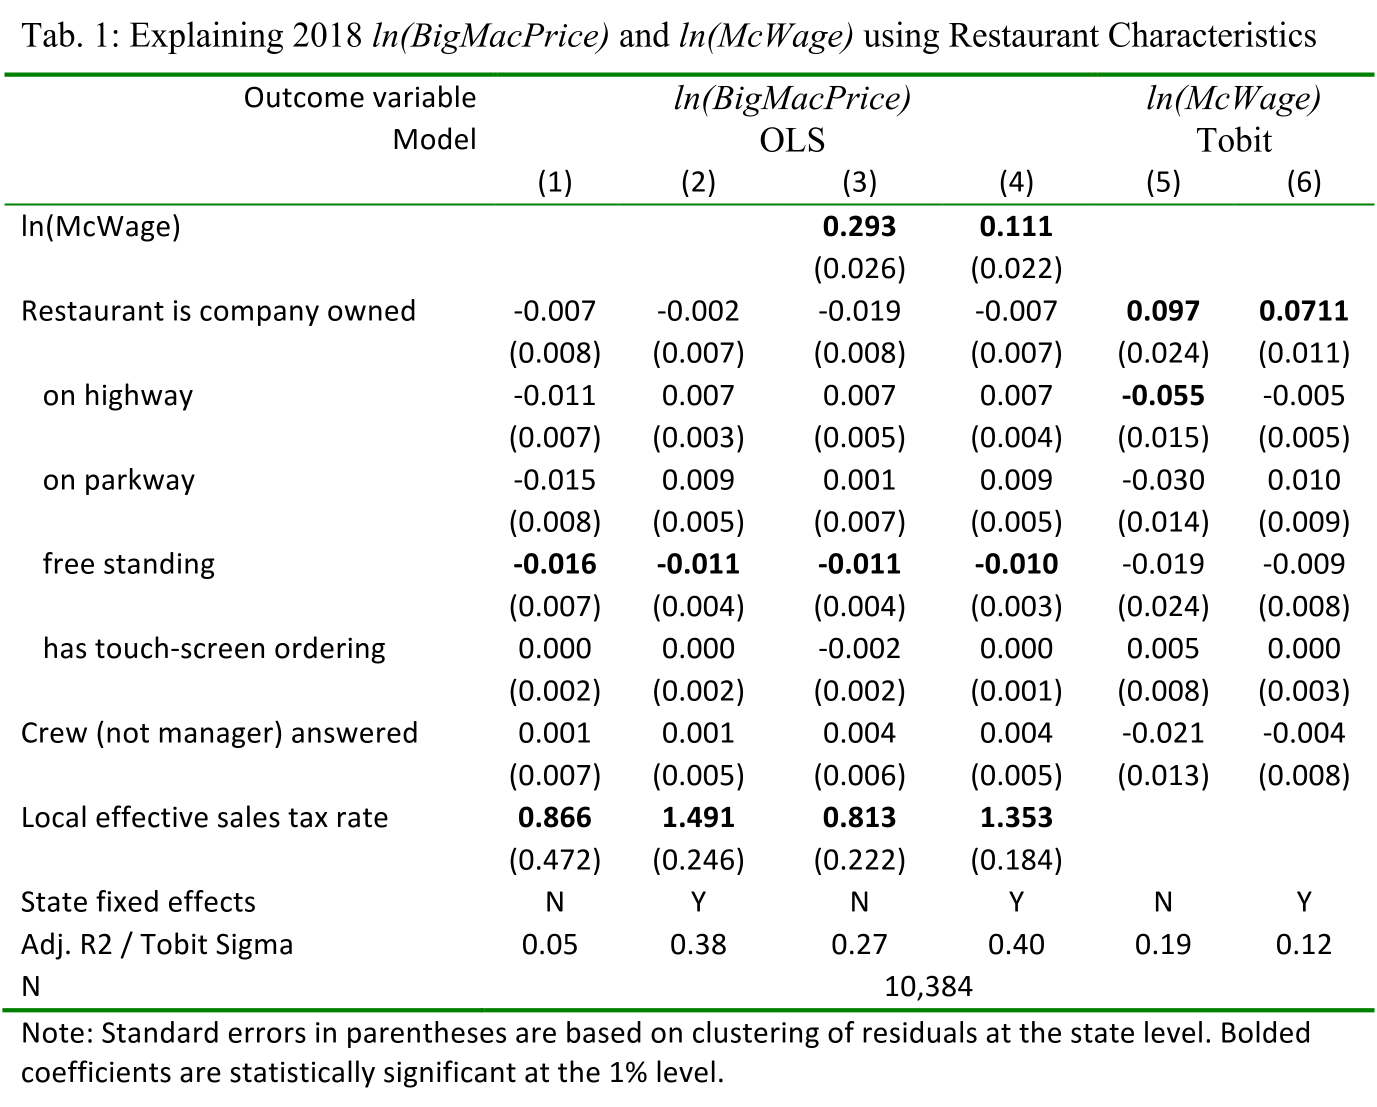 Tab. 1: Explaining 2018 ln(BigMacPrice) and ln(McWage) using Restaurant Characteristics
Outcome variable ln(BigMacPrice) ln(McWage)
Model OLS Tobit
(1) (2) (3) (4) (5) (6)
ln(McWage) 0.293 0.111
(0.026) (0.022)
Restaurant is company owned -0.007 -0.002 -0.019 -0.007 0.097 0.0711
(0.008) (0.007) (0.008) (0.007) (0.024) (0.011)
on highway -0.011 0.007 0.007 0.007 -0.055 -0.005
(0.007) (0.003) (0.005) (0.004) (0.015) (0.005)
on parkway -0.015 0.009 0.001 0.009 -0.030 0.010
(0.008) (0.005) (0.007) (0.005) (0.014) (0.009)
free standing -0.016 -0.011 -0.011 -0.010 -0.019 -0.009
(0.007) (0.004) (0.004) (0.003) (0.024) (0.008)
has touch-screen ordering 0.000 0.000 -0.002 0.000 0.005 0.000
(0.002) (0.002) (0.002) (0.001) (0.008) (0.003)
Crew (not manager) answered 0.001 0.001 0.004 0.004 -0.021 -0.004
(0.007) (0.005) (0.006) (0.005) (0.013) (0.008)
Local effective sales tax rate 0.866 1.491 0.813 1.353
(0.472) (0.246) (0.222) (0.184)
State fixed effects N Y N Y N Y
Adj. R2 / Tobit Sigma 0.05 0.38 0.27 0.40 0.19 0.12
N 10,384
Note: Standard errors in parentheses are based on clustering of residuals at the state level. Bolded
coefficients are statistically significant at the 1% level.